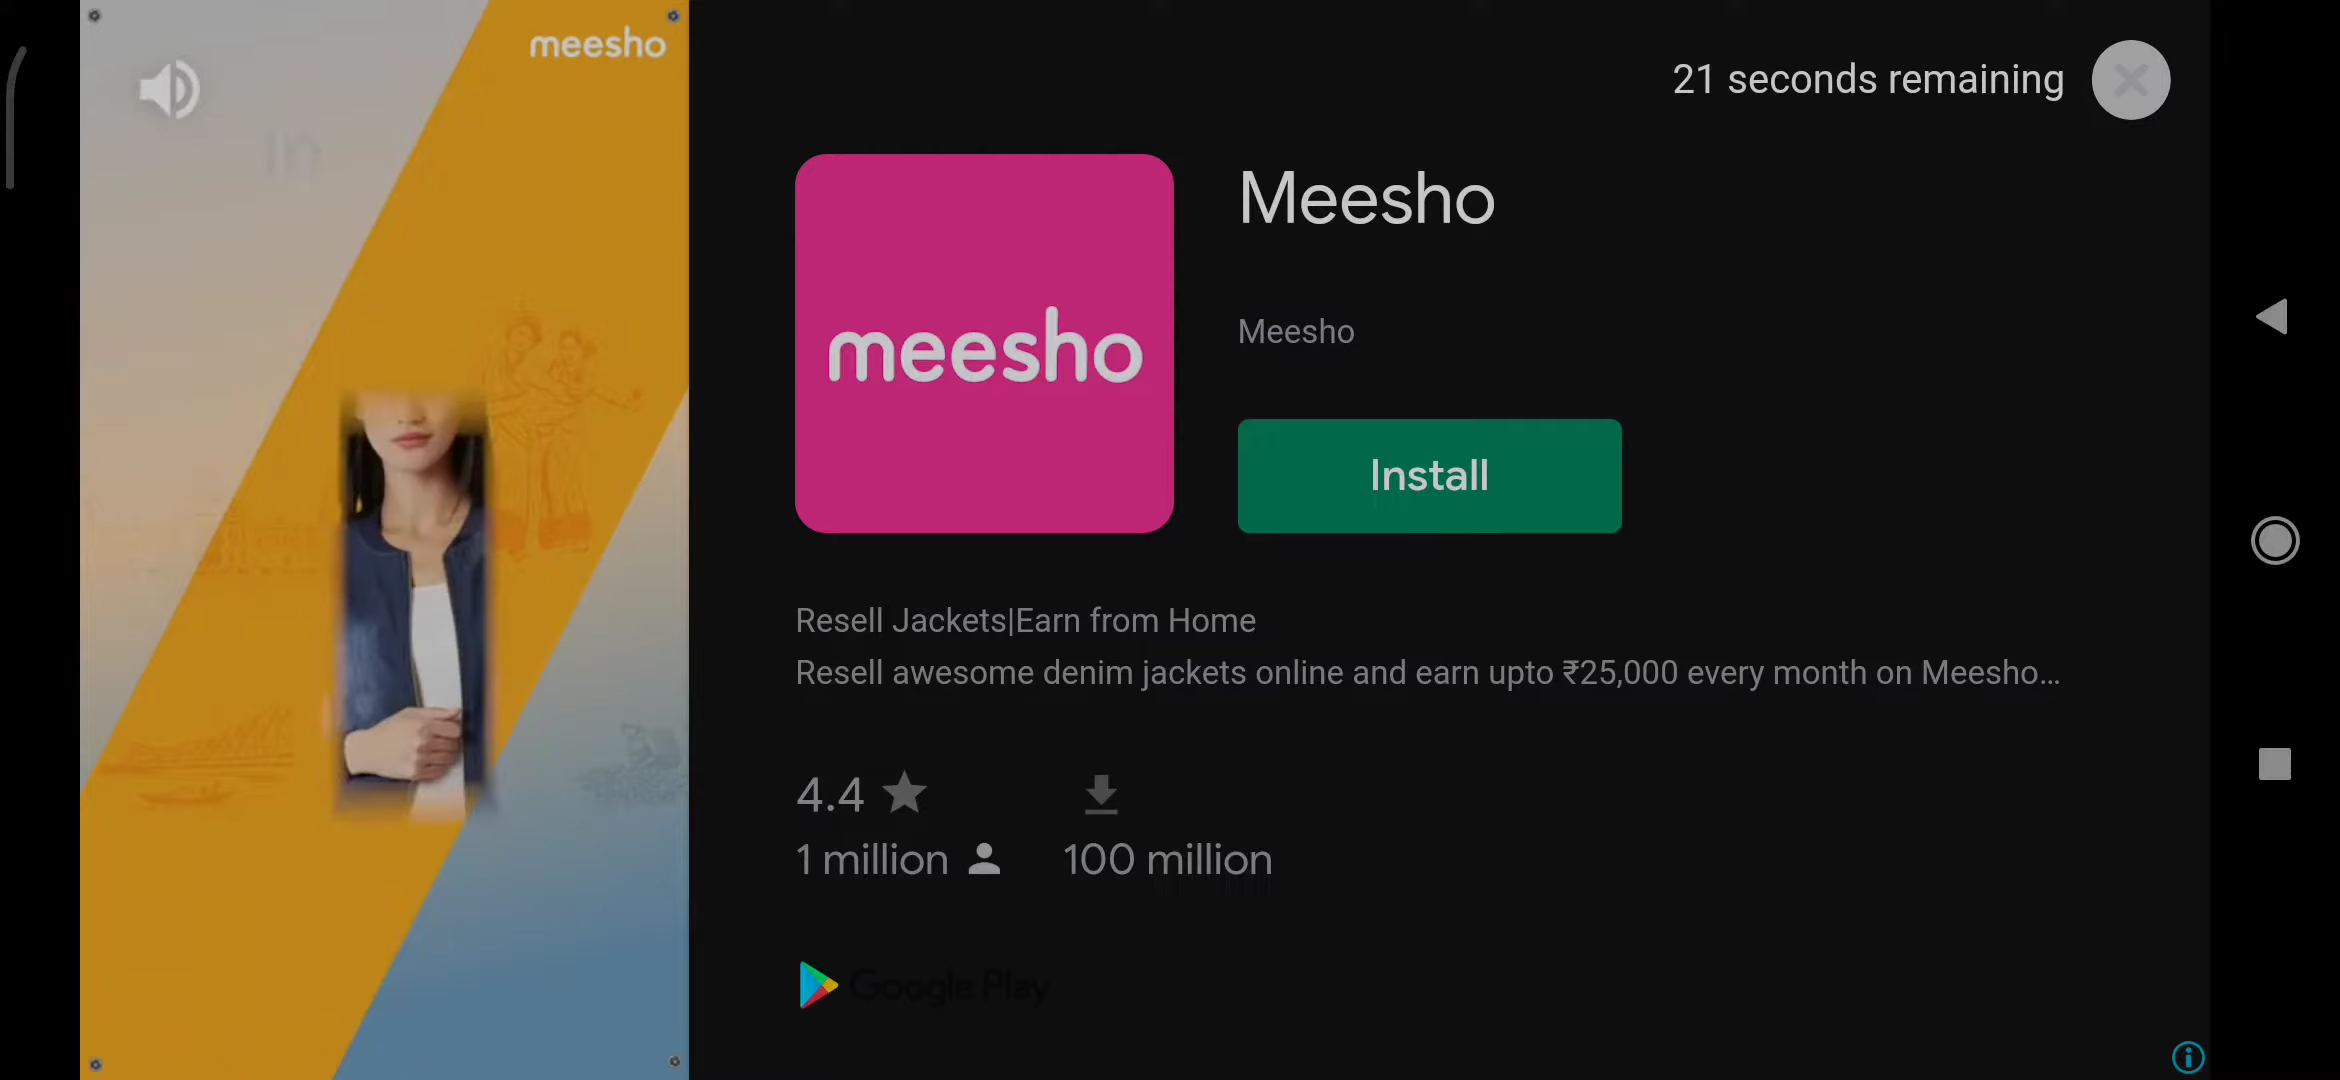 meesho
In
21 seconds remaining
meesho
Meesho
Meesho
Install
Resell Jackets|Earn from Home
Resell awesome denim jackets online and earn upto ₹25,000 every month on Meesho...
4.4
1 million
100 million
Google Play